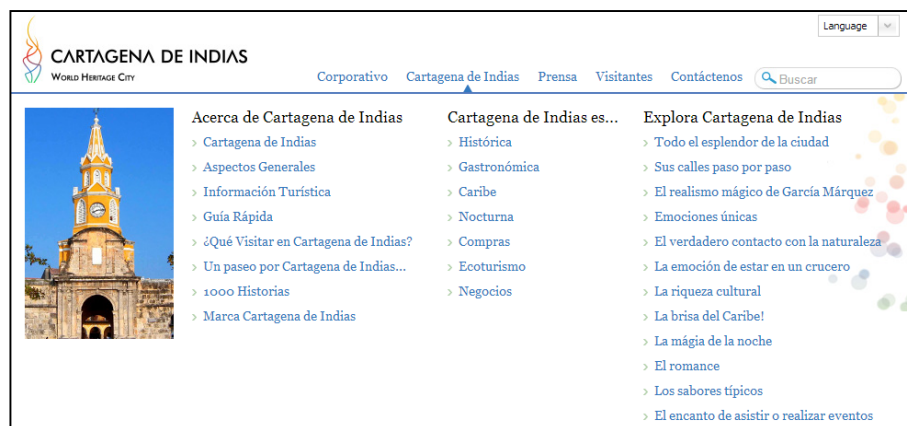 Language
CARTAGENA DE INDIAS
World Heritage City
Corporativo Cartagena de Indias Prensa Visitantes Contáctenos Buscar
Acerca de Cartagena de Indias
› Cartagena de Indias
› Aspectos Generales
› Información Turística
› Guía Rápida
› ¿Qué Visitar en Cartagena de Indias?
› Un paseo por Cartagena de Indias...
› 1000 Historias
› Marca Cartagena de Indias
Cartagena de Indias es...
› Histórica
› Gastronómica
› Caribe
› Nocturna
› Compras
› Ecoturismo
› Negocios
Explora Cartagena de Indias
› Todo el esplendor de la ciudad
› Sus calles paso por paso
› El realismo mágico de García Márquez
› Emociones únicas
› El verdadero contacto con la naturaleza
› La emoción de estar en un crucero
› La riqueza cultural
› La brisa del Caribe!
› La mágia de la noche
› El romance
› Los sabores típicos
› El encanto de asistir o realizar eventos